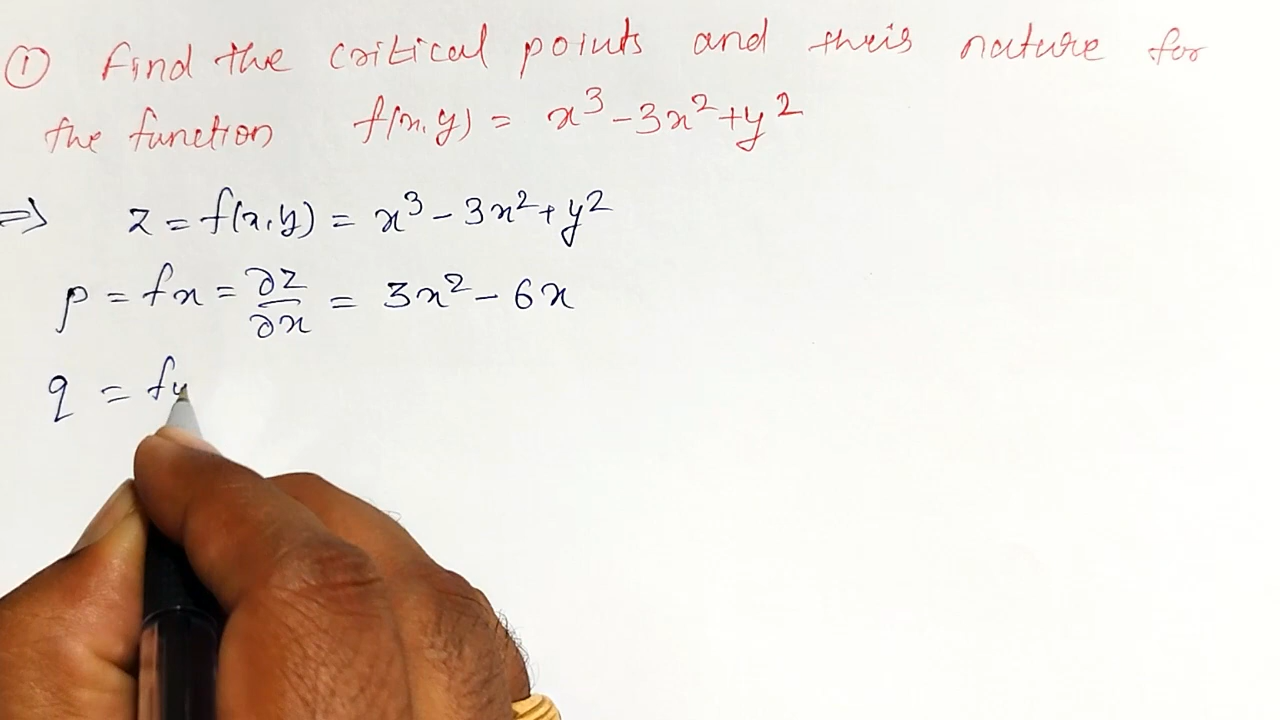 ① Find the critical points and their nature for
the function f(x,y) = x³ - 3x² + y²
⇒ z = f(x,y) = x³ - 3x² + y²
p = fx = ∂z/∂x = 3x² - 6x
q = fy